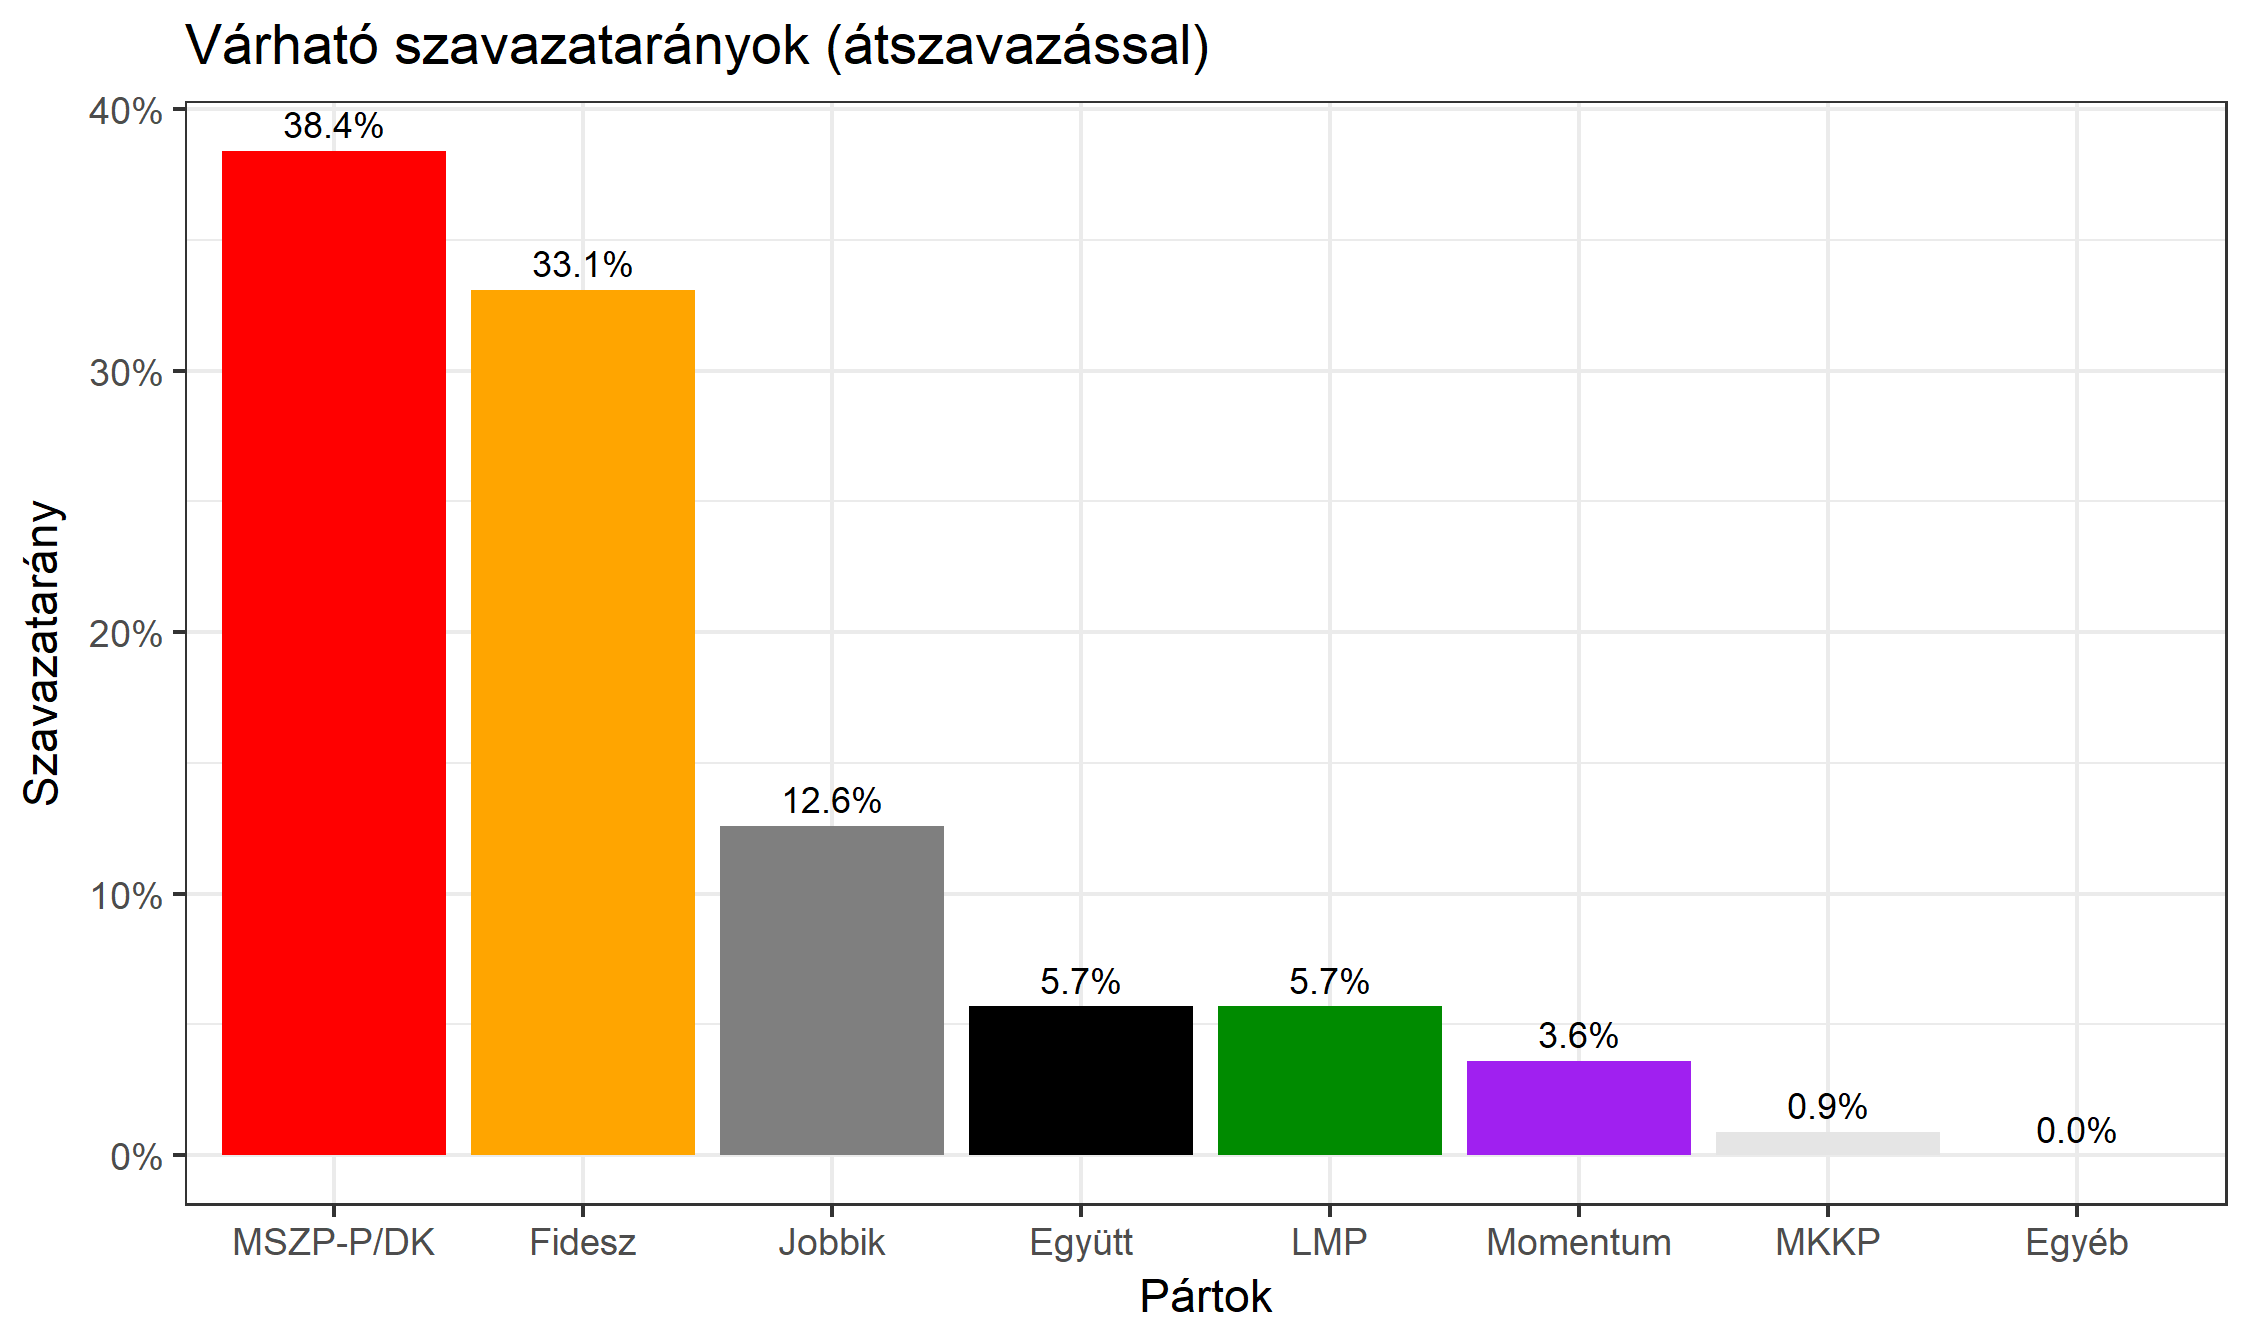 Várható szavazatarányok (átszavazással)
40%
30%
20%
10%
0%
Szavazatarány
38.4%
33.1%
12.6%
5.7%
5.7%
3.6%
0.9%
0.0%
MSZP-P/DK
Fidesz
Jobbik
Együtt
LMP
Momentum
MKKP
Egyéb
Pártok